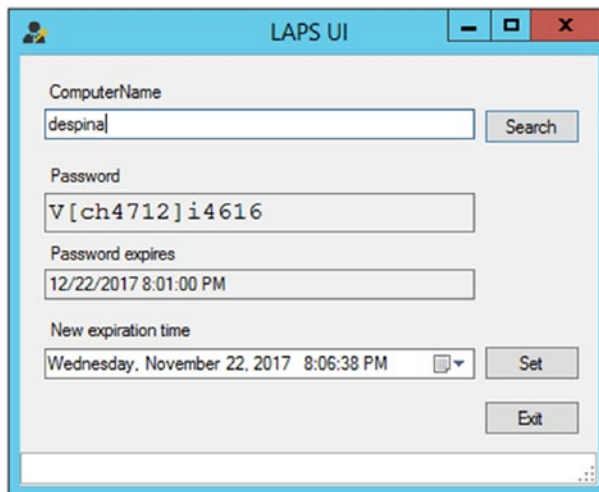 LAPS UI
ComputerName
despina
Search
Password
V[ch4712]i4616
Password expires
12/22/2017 8:01:00 PM
New expiration time
Wednesday, November 22, 2017 8:06:38 PM
Set
Exit